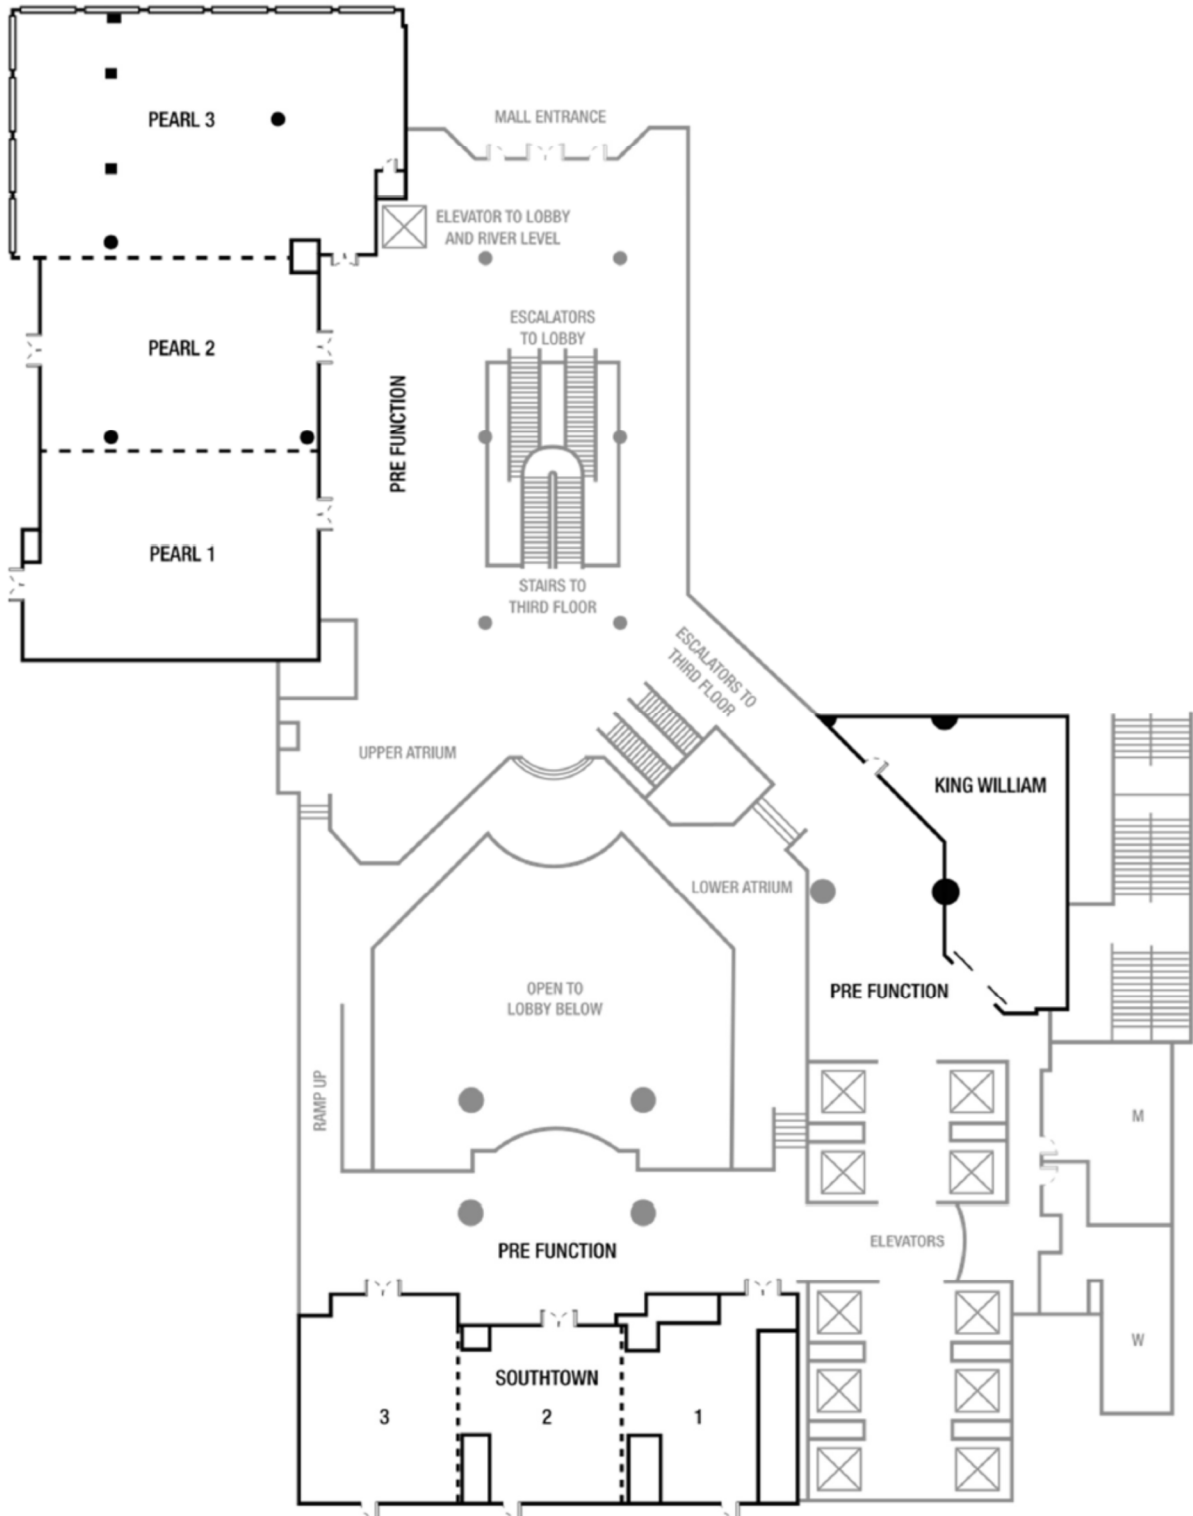 PEARL 3
MALL ENTRANCE
ELEVATOR TO LOBBY
AND RIVER LEVEL
ESCALATORS
TO LOBBY
PEARL 2
PRE FUNCTION
PEARL 1
STAIRS TO
THIRD FLOOR
ESCALATORS TO
THIRD FLOOR
UPPER ATRIUM
KING WILLIAM
LOWER ATRIUM
OPEN TO
LOBBY BELOW
PRE FUNCTION
RAMP UP
M
ELEVATORS
PRE FUNCTION
W
SOUTHTOWN
3
2
1